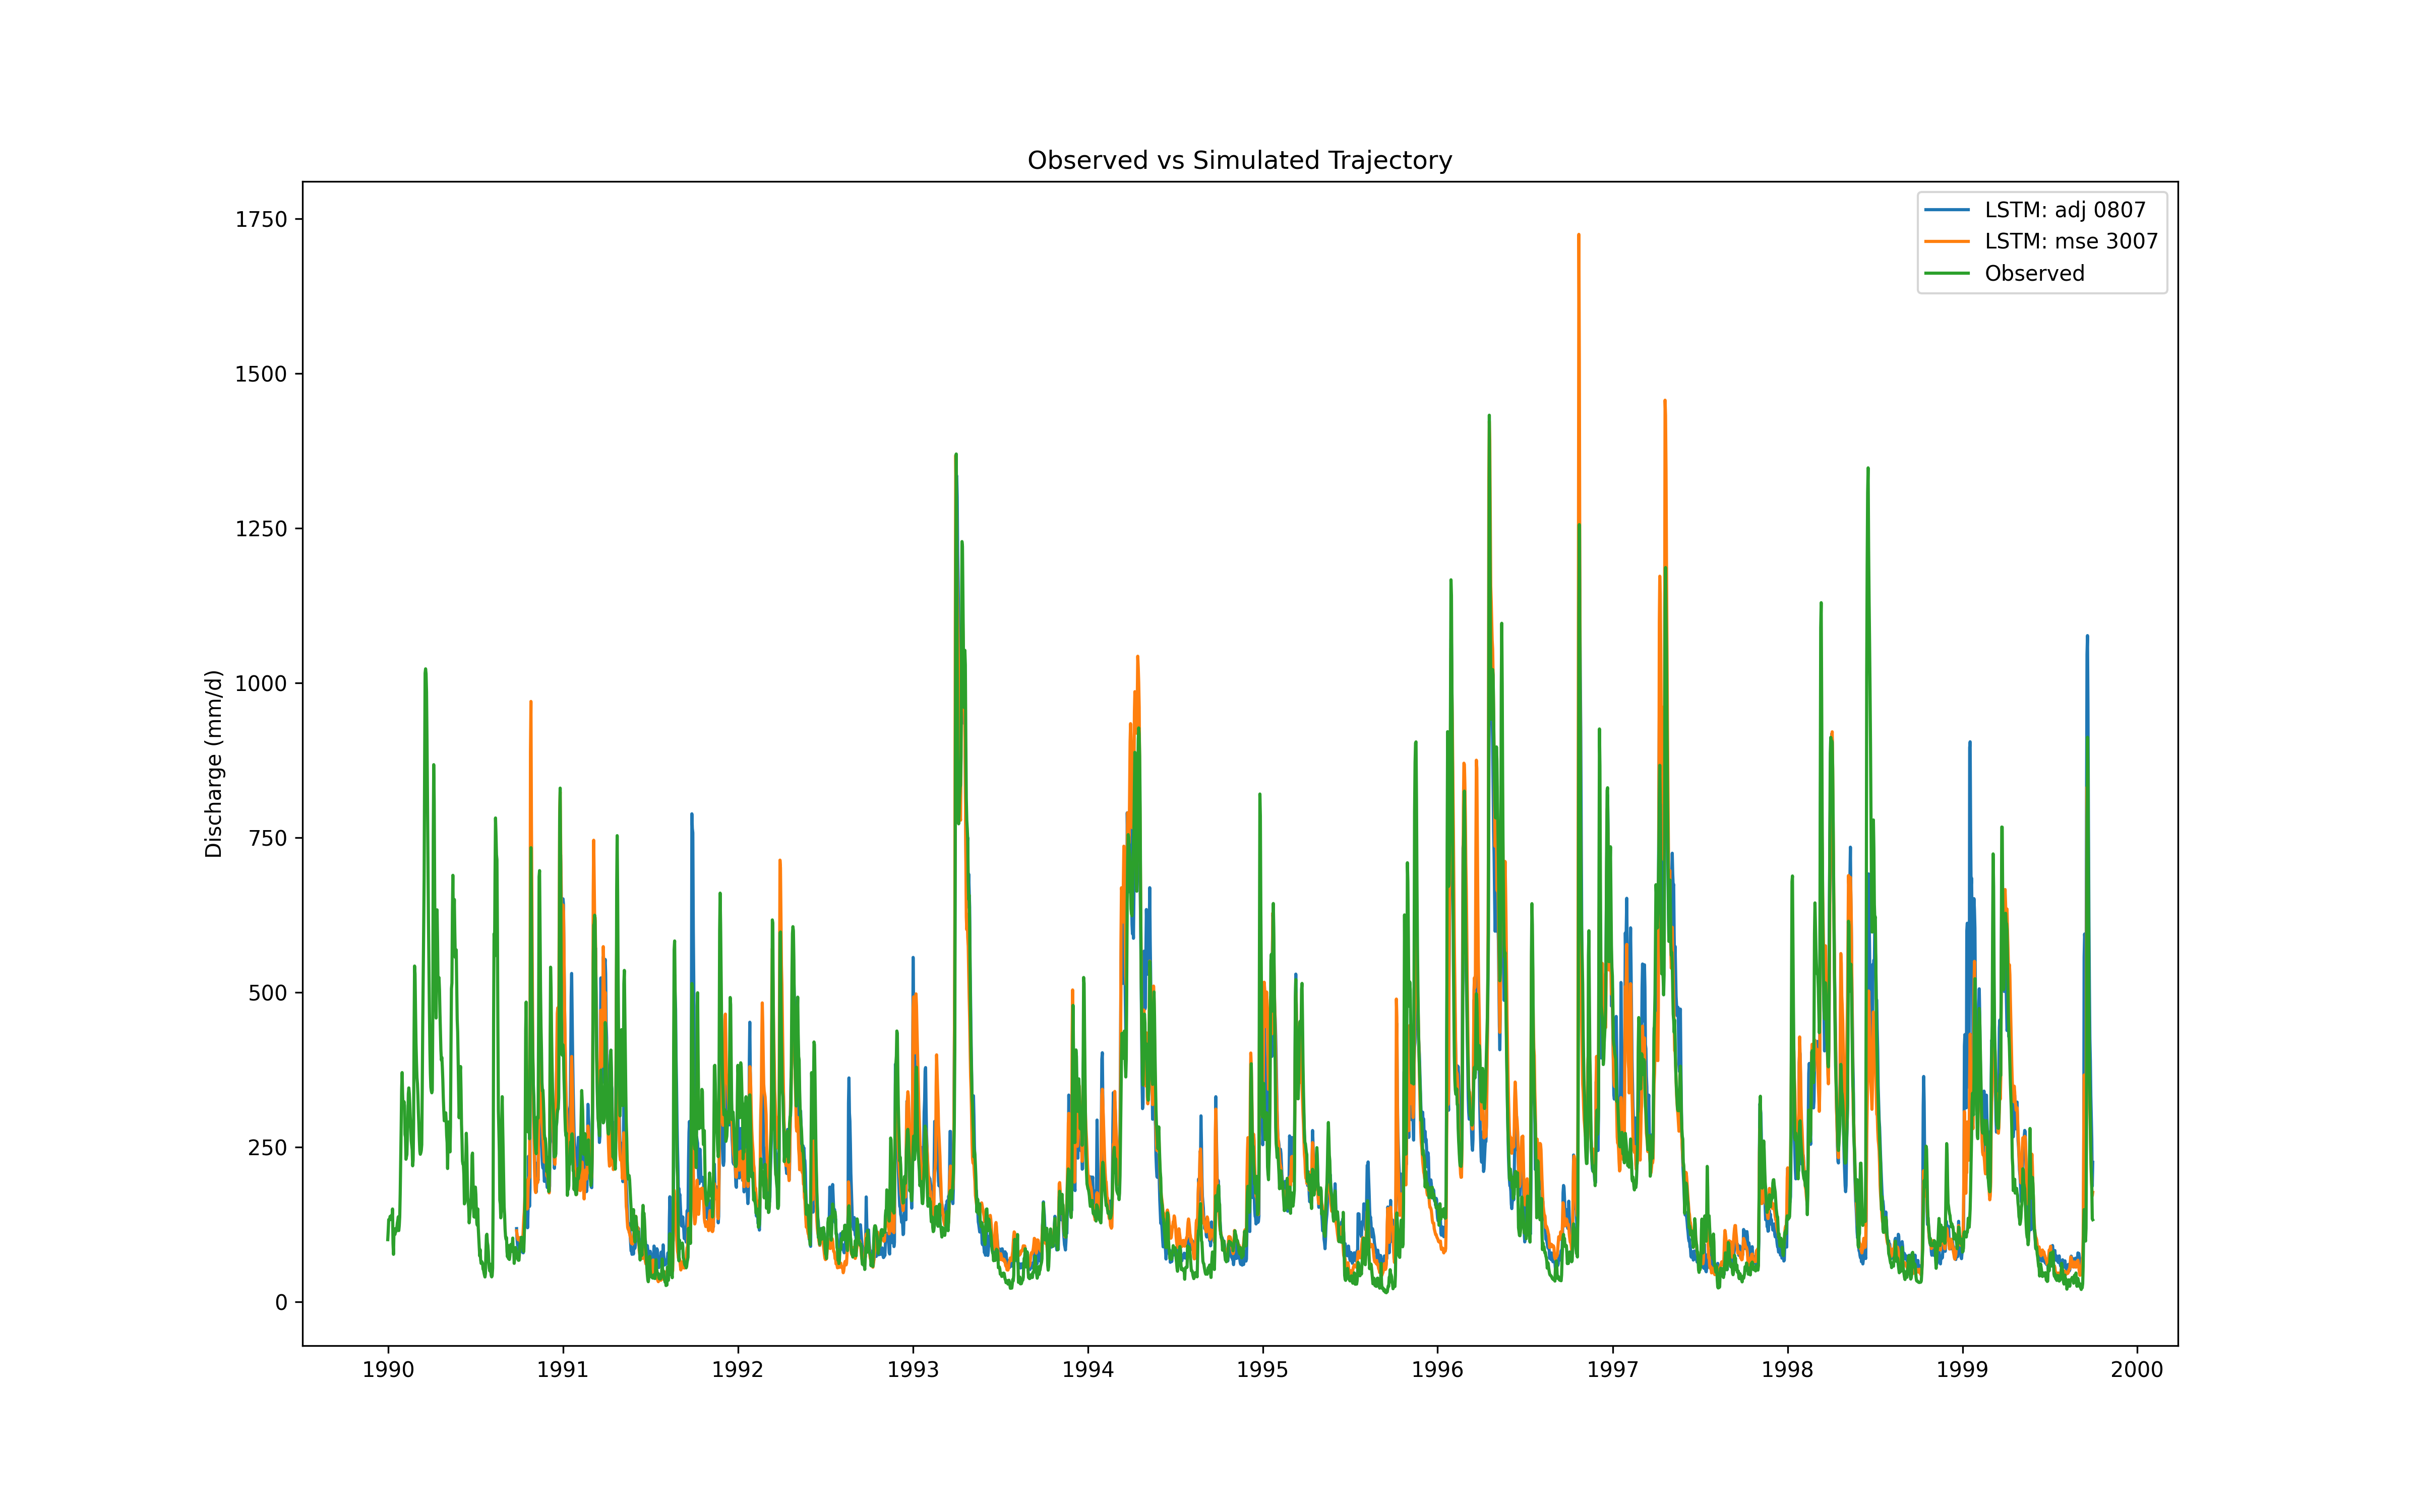 Observed vs Simulated Trajectory
LSTM: adj 0807
LSTM: mse 3007
Observed
Discharge (mm/d)
1750
1500
1250
1000
750
500
250
0
1990 1991 1992 1993 1994 1995 1996 1997 1998 1999 2000